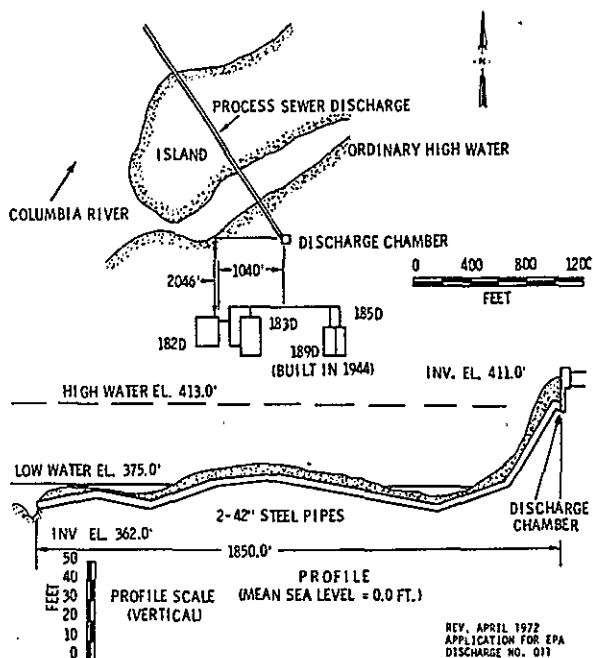 N
PROCESS SEWER DISCHARGE
ISLAND
ORDINARY HIGH WATER
COLUMBIA RIVER
DISCHARGE CHAMBER
1040'
2046'
0 400 800 1200
FEET
182D
183D
185D
189D
(BUILT IN 1944)
INV. EL. 411.0'
HIGH WATER EL. 413.0'
LOW WATER EL. 375.0'
2-42" STEEL PIPES
DISCHARGE
CHAMBER
INV EL. 362.0'
1850.0'
50
40
30
20
10
0
FEET
PROFILE SCALE
(VERTICAL)
PROFILE
(MEAN SEA LEVEL = 0.0 FT.)
REV. APRIL 1972
APPLICATION FOR EPA
DISCHARGE NO. 011